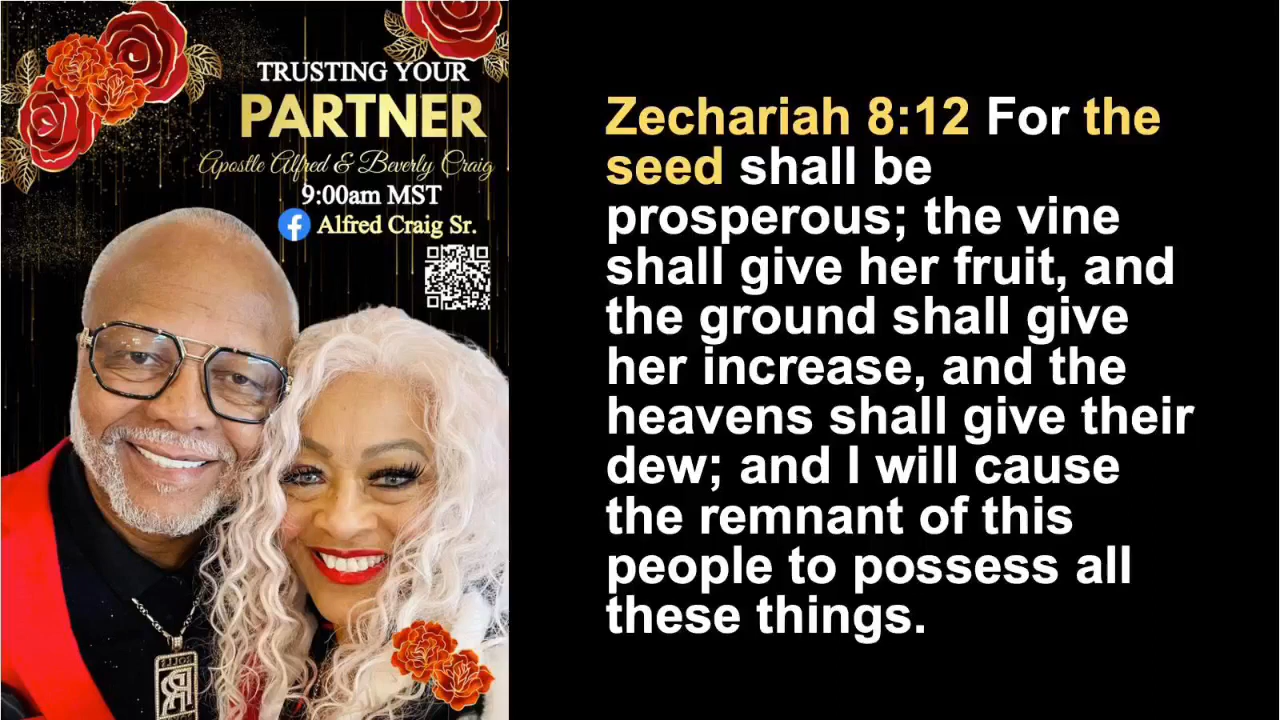 TRUSTING YOUR
PARTNER
Apostle Alfred & Beverly Craig
9:00am MST
Alfred Craig Sr.
Zechariah 8:12 For the
seed shall be
prosperous; the vine
shall give her fruit, and
the ground shall give
her increase, and the
heavens shall give their
dew; and I will cause
the remnant of this
people to possess all
these things.